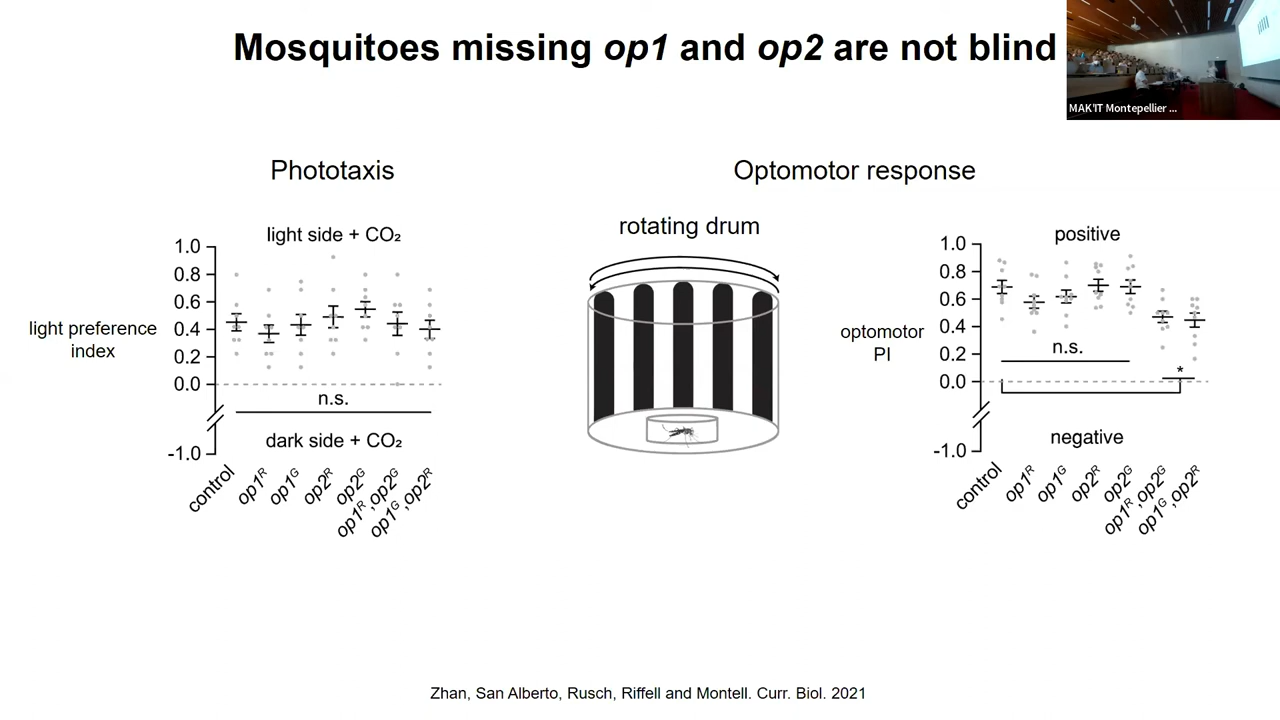 Mosquitoes missing op1 and op2 are not blind
MAK'IT Montepellier ...
Phototaxis
light side + CO₂
1.0
0.8
0.6
0.4
0.2
0.0
-1.0
light preference
index
n.s.
dark side + CO₂
control
op1ᴿ
op1ᴳ
op2ᴿ
op2ᴳ
op1ᴿ,op2ᴳ
op1ᴳ,op2ᴿ
Optomotor response
rotating drum
positive
1.0
0.8
0.6
0.4
0.2
0.0
-1.0
optomotor
PI
n.s.
*
negative
control
op1ᴿ
op1ᴳ
op2ᴿ
op2ᴳ
op1ᴿ,op2ᴳ
op1ᴳ,op2ᴿ
Zhan, San Alberto, Rusch, Riffell and Montell. Curr. Biol. 2021